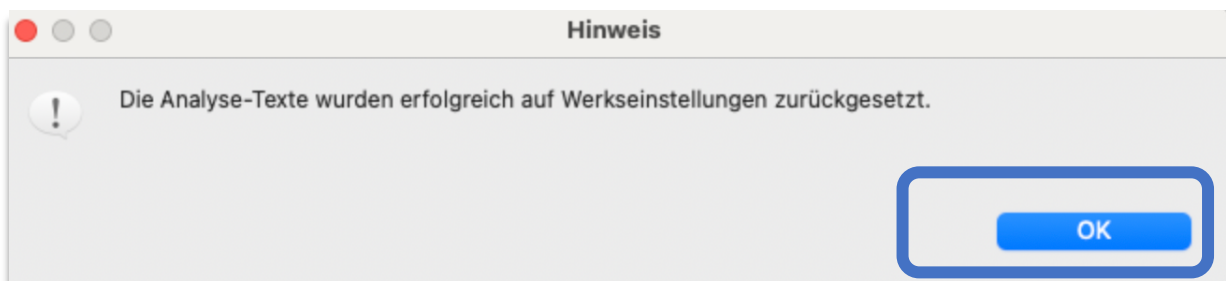 Hinweis
Die Analyse-Texte wurden erfolgreich auf Werkseinstellungen zurückgesetzt.
OK